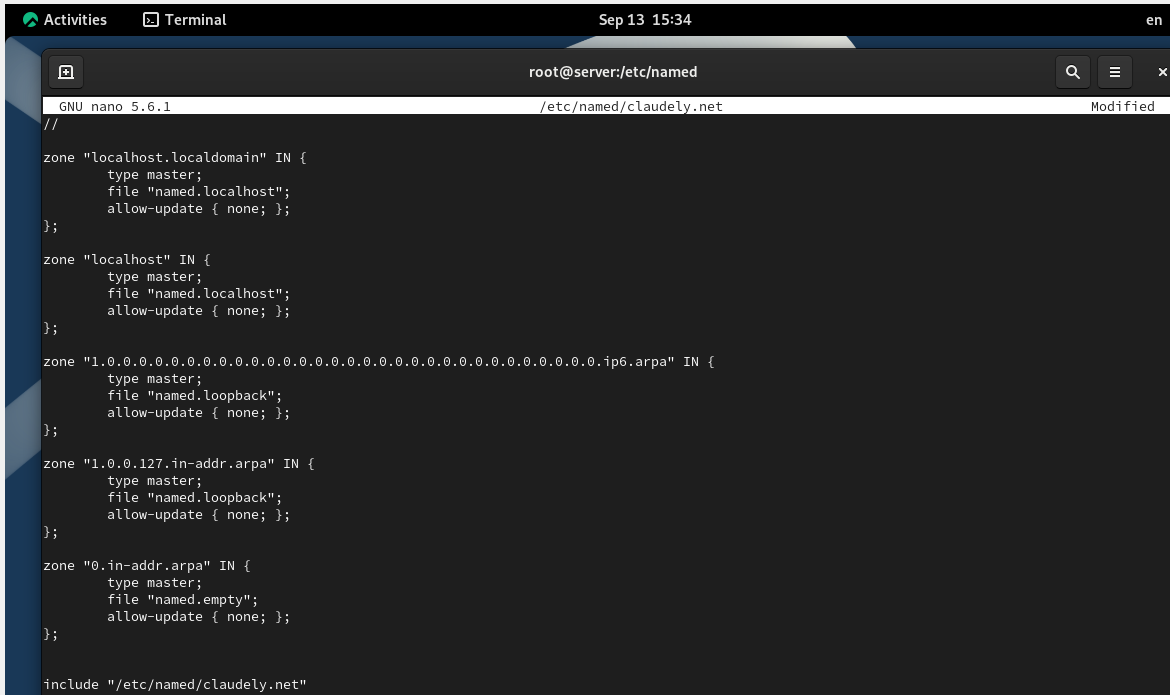 Activities
Terminal
Sep 13 15:34
en
root@server:/etc/named
GNU nano 5.6.1 /etc/named/claudely.net Modified
//
zone "localhost.localdomain" IN {
type master;
file "named.localhost";
allow-update { none; };
};
zone "localhost" IN {
type master;
file "named.localhost";
allow-update { none; };
};
zone "1.0.0.0.0.0.0.0.0.0.0.0.0.0.0.0.0.0.0.0.0.0.0.0.0.0.0.0.0.0.0.0.ip6.arpa" IN {
type master;
file "named.loopback";
allow-update { none; };
};
zone "1.0.0.127.in-addr.arpa" IN {
type master;
file "named.loopback";
allow-update { none; };
};
zone "0.in-addr.arpa" IN {
type master;
file "named.empty";
allow-update { none; };
};
include "/etc/named/claudely.net"